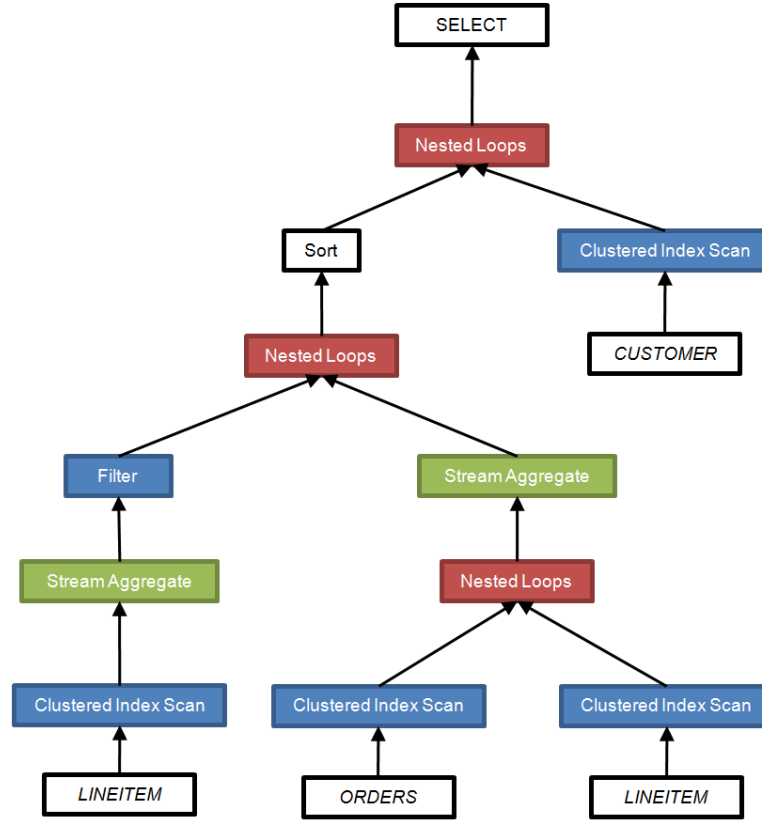 SELECT
Nested Loops
Sort
Clustered Index Scan
Nested Loops
CUSTOMER
Filter
Stream Aggregate
Stream Aggregate
Nested Loops
Clustered Index Scan
Clustered Index Scan
Clustered Index Scan
LINEITEM
ORDERS
LINEITEM